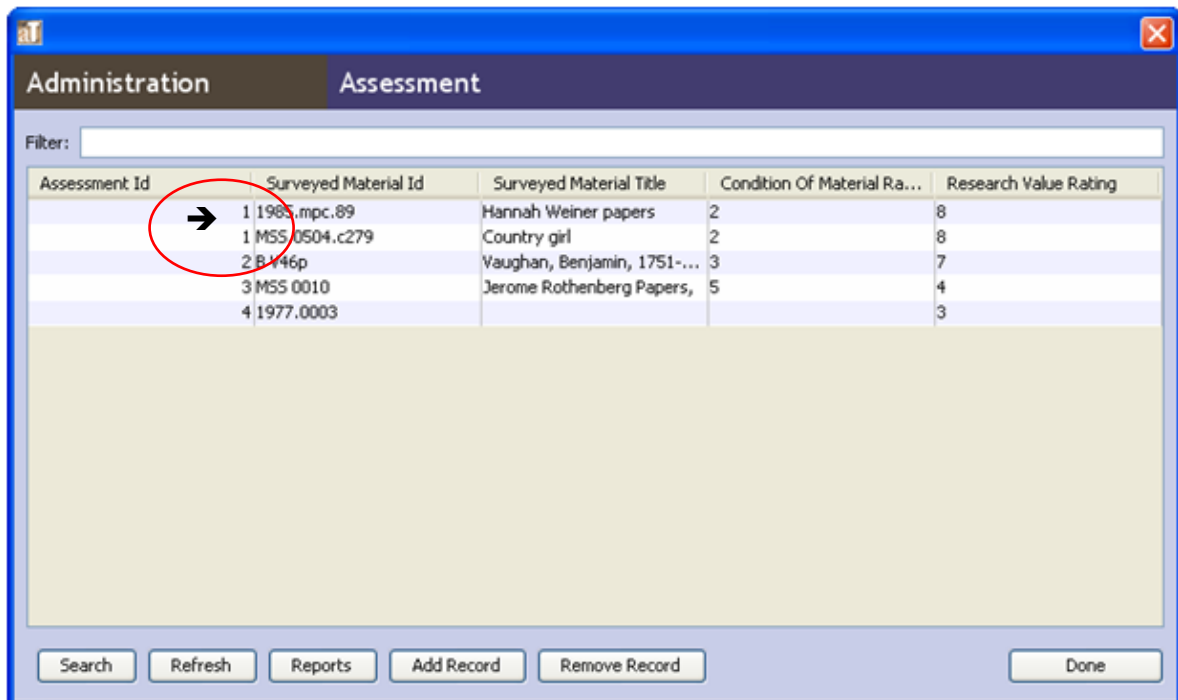 aT
Administration Assessment
Filter:
Assessment Id Surveyed Material Id Surveyed Material Title Condition Of Material Ra... Research Value Rating
1 1985.mpc.89 Hannah Weiner papers 2 8
1 MSS 0504.c279 Country girl 2 8
2 B V46p Vaughan, Benjamin, 1751-... 3 7
3 MSS 0010 Jerome Rothenberg Papers, 5 4
4 1977.0003 3
Search Refresh Reports Add Record Remove Record Done